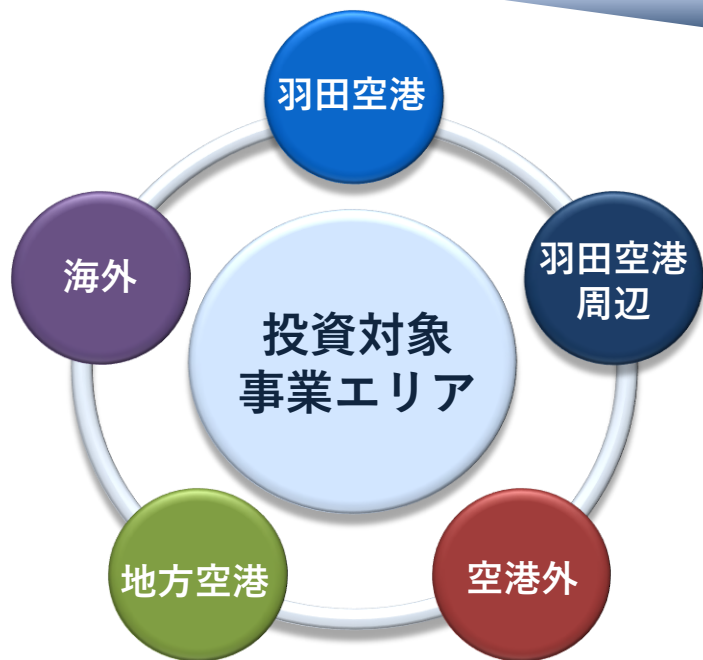 羽田空港
海外
羽田空港
周辺
投資対象
事業エリア
地方空港
空港外